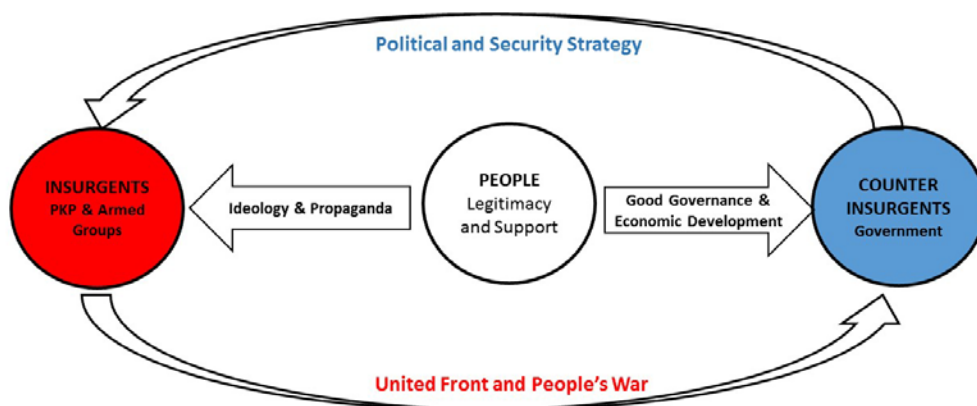 Political and Security Strategy
INSURGENTS
PKP & Armed
Groups
Ideology & Propaganda
PEOPLE
Legitimacy
and Support
Good Governance &
Economic Development
COUNTER
INSURGENTS
Government
United Front and People's War